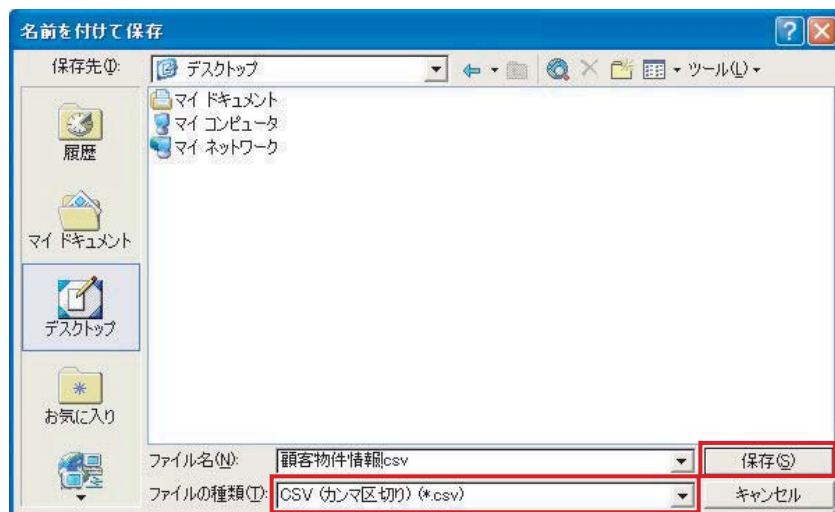 名前を付けて保存
保存先(I):
デスクトップ
ツール(L)
マイ ドキュメント
マイ コンピュータ
マイ ネットワーク
履歴
マイ ドキュメント
デスクトップ
お気に入り
ファイル名(N):
顧客物件情報.csv
保存(S)
ファイルの種類(T):
CSV (カンマ区切り) (*.csv)
キャンセル